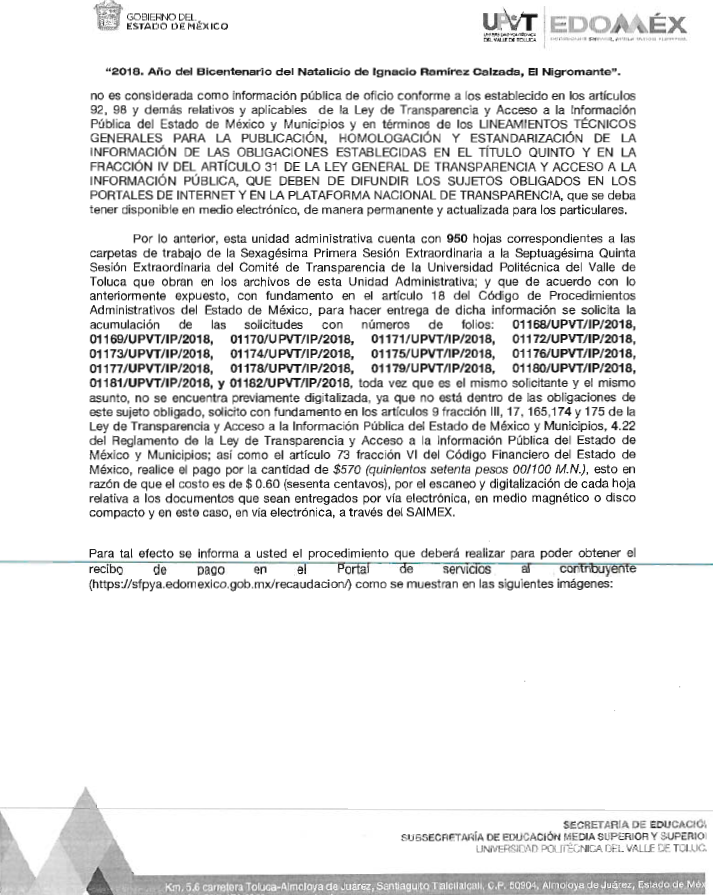 GOBIERNO DEL
ESTADO DE MÉXICO
UPVT
UNIVERSIDAD POLITÉCNICA
DEL VALLE DE TOLUCA
EDOMÉX
"2018. Año del Bicentenario del Natalicio de Ignacio Ramírez Calzada, El Nigromante".
no es considerada como información pública de oficio conforme a los establecido en los artículos
92, 98 y demás relativos y aplicables de la Ley de Transparencia y Acceso a la Información
Pública del Estado de México y Municipios y en términos de los LINEAMIENTOS TÉCNICOS
GENERALES PARA LA PUBLICACIÓN, HOMOLOGACIÓN Y ESTANDARIZACIÓN DE LA
INFORMACIÓN DE LAS OBLIGACIONES ESTABLECIDAS EN EL TÍTULO QUINTO Y EN LA
FRACCIÓN IV DEL ARTÍCULO 31 DE LA LEY GENERAL DE TRANSPARENCIA Y ACCESO A LA
INFORMACIÓN PÚBLICA, QUE DEBEN DE DIFUNDIR LOS SUJETOS OBLIGADOS EN LOS
PORTALES DE INTERNET Y EN LA PLATAFORMA NACIONAL DE TRANSPARENCIA, que se deba
tener disponible en medio electrónico, de manera permanente y actualizada para los particulares.
Por lo anterior, esta unidad administrativa cuenta con 950 hojas correspondientes a las
carpetas de trabajo de la Sexagésima Primera Sesión Extraordinaria a la Septuagésima Quinta
Sesión Extraordinaria del Comité de Transparencia de la Universidad Politécnica del Valle de
Toluca que obran en los archivos de esta Unidad Administrativa; y que de acuerdo con lo
anteriormente expuesto, con fundamento en el artículo 18 del Código de Procedimientos
Administrativos del Estado de México, para hacer entrega de dicha información se solicita la
acumulación de las solicitudes con números de folios: 01168/UPVT/IP/2018,
01169/UPVT/IP/2018, 01170/UPVT/IP/2018, 01171/UPVT/IP/2018, 01172/UPVT/IP/2018,
01173/UPVT/IP/2018, 01174/UPVT/IP/2018, 01175/UPVT/IP/2018, 01176/UPVT/IP/2018,
01177/UPVT/IP/2018, 01178/UPVT/IP/2018, 01179/UPVT/IP/2018, 01180/UPVT/IP/2018,
01181/UPVT/IP/2018, y 01182/UPVT/IP/2018, toda vez que es el mismo solicitante y el mismo
asunto, no se encuentra previamente digitalizada, ya que no está dentro de las obligaciones de
este sujeto obligado, solicito con fundamento en los artículos 9 fracción III, 17, 165,174 y 175 de la
Ley de Transparencia y Acceso a la Información Pública del Estado de México y Municipios, 4.22
del Reglamento de la Ley de Transparencia y Acceso a la Información Pública del Estado de
México y Municipios; así como el artículo 73 fracción VI del Código Financiero del Estado de
México, realice el pago por la cantidad de $570 (quinientos setenta pesos 00/100 M.N.), esto en
razón de que el costo es de $ 0.60 (sesenta centavos), por el escaneo y digitalización de cada hoja
relativa a los documentos que sean entregados por vía electrónica, en medio magnético o disco
compacto y en este caso, en vía electrónica, a través del SAIMEX.
Para tal efecto se informa a usted el procedimiento que deberá realizar para poder obtener el
recibo de pago en el Portal de servicios al contribuyente
(https://sfpya.edomexico.gob.mx/recaudacion/) como se muestran en las siguientes imágenes:
SECRETARÍA DE EDUCACIÓ
SUBSECRETARÍA DE EDUCACIÓN MEDIA SUPERIOR Y SUPERIO
UNIVERSIDAD POLITÉCNICA DEL VALLE DE TOLUC
Km. 5.6 carretera Toluca-Almoloya de Juárez, Santiaguito Tlalcilalcali, C.P. 50904, Almoloya de Juárez, Estado de Méx